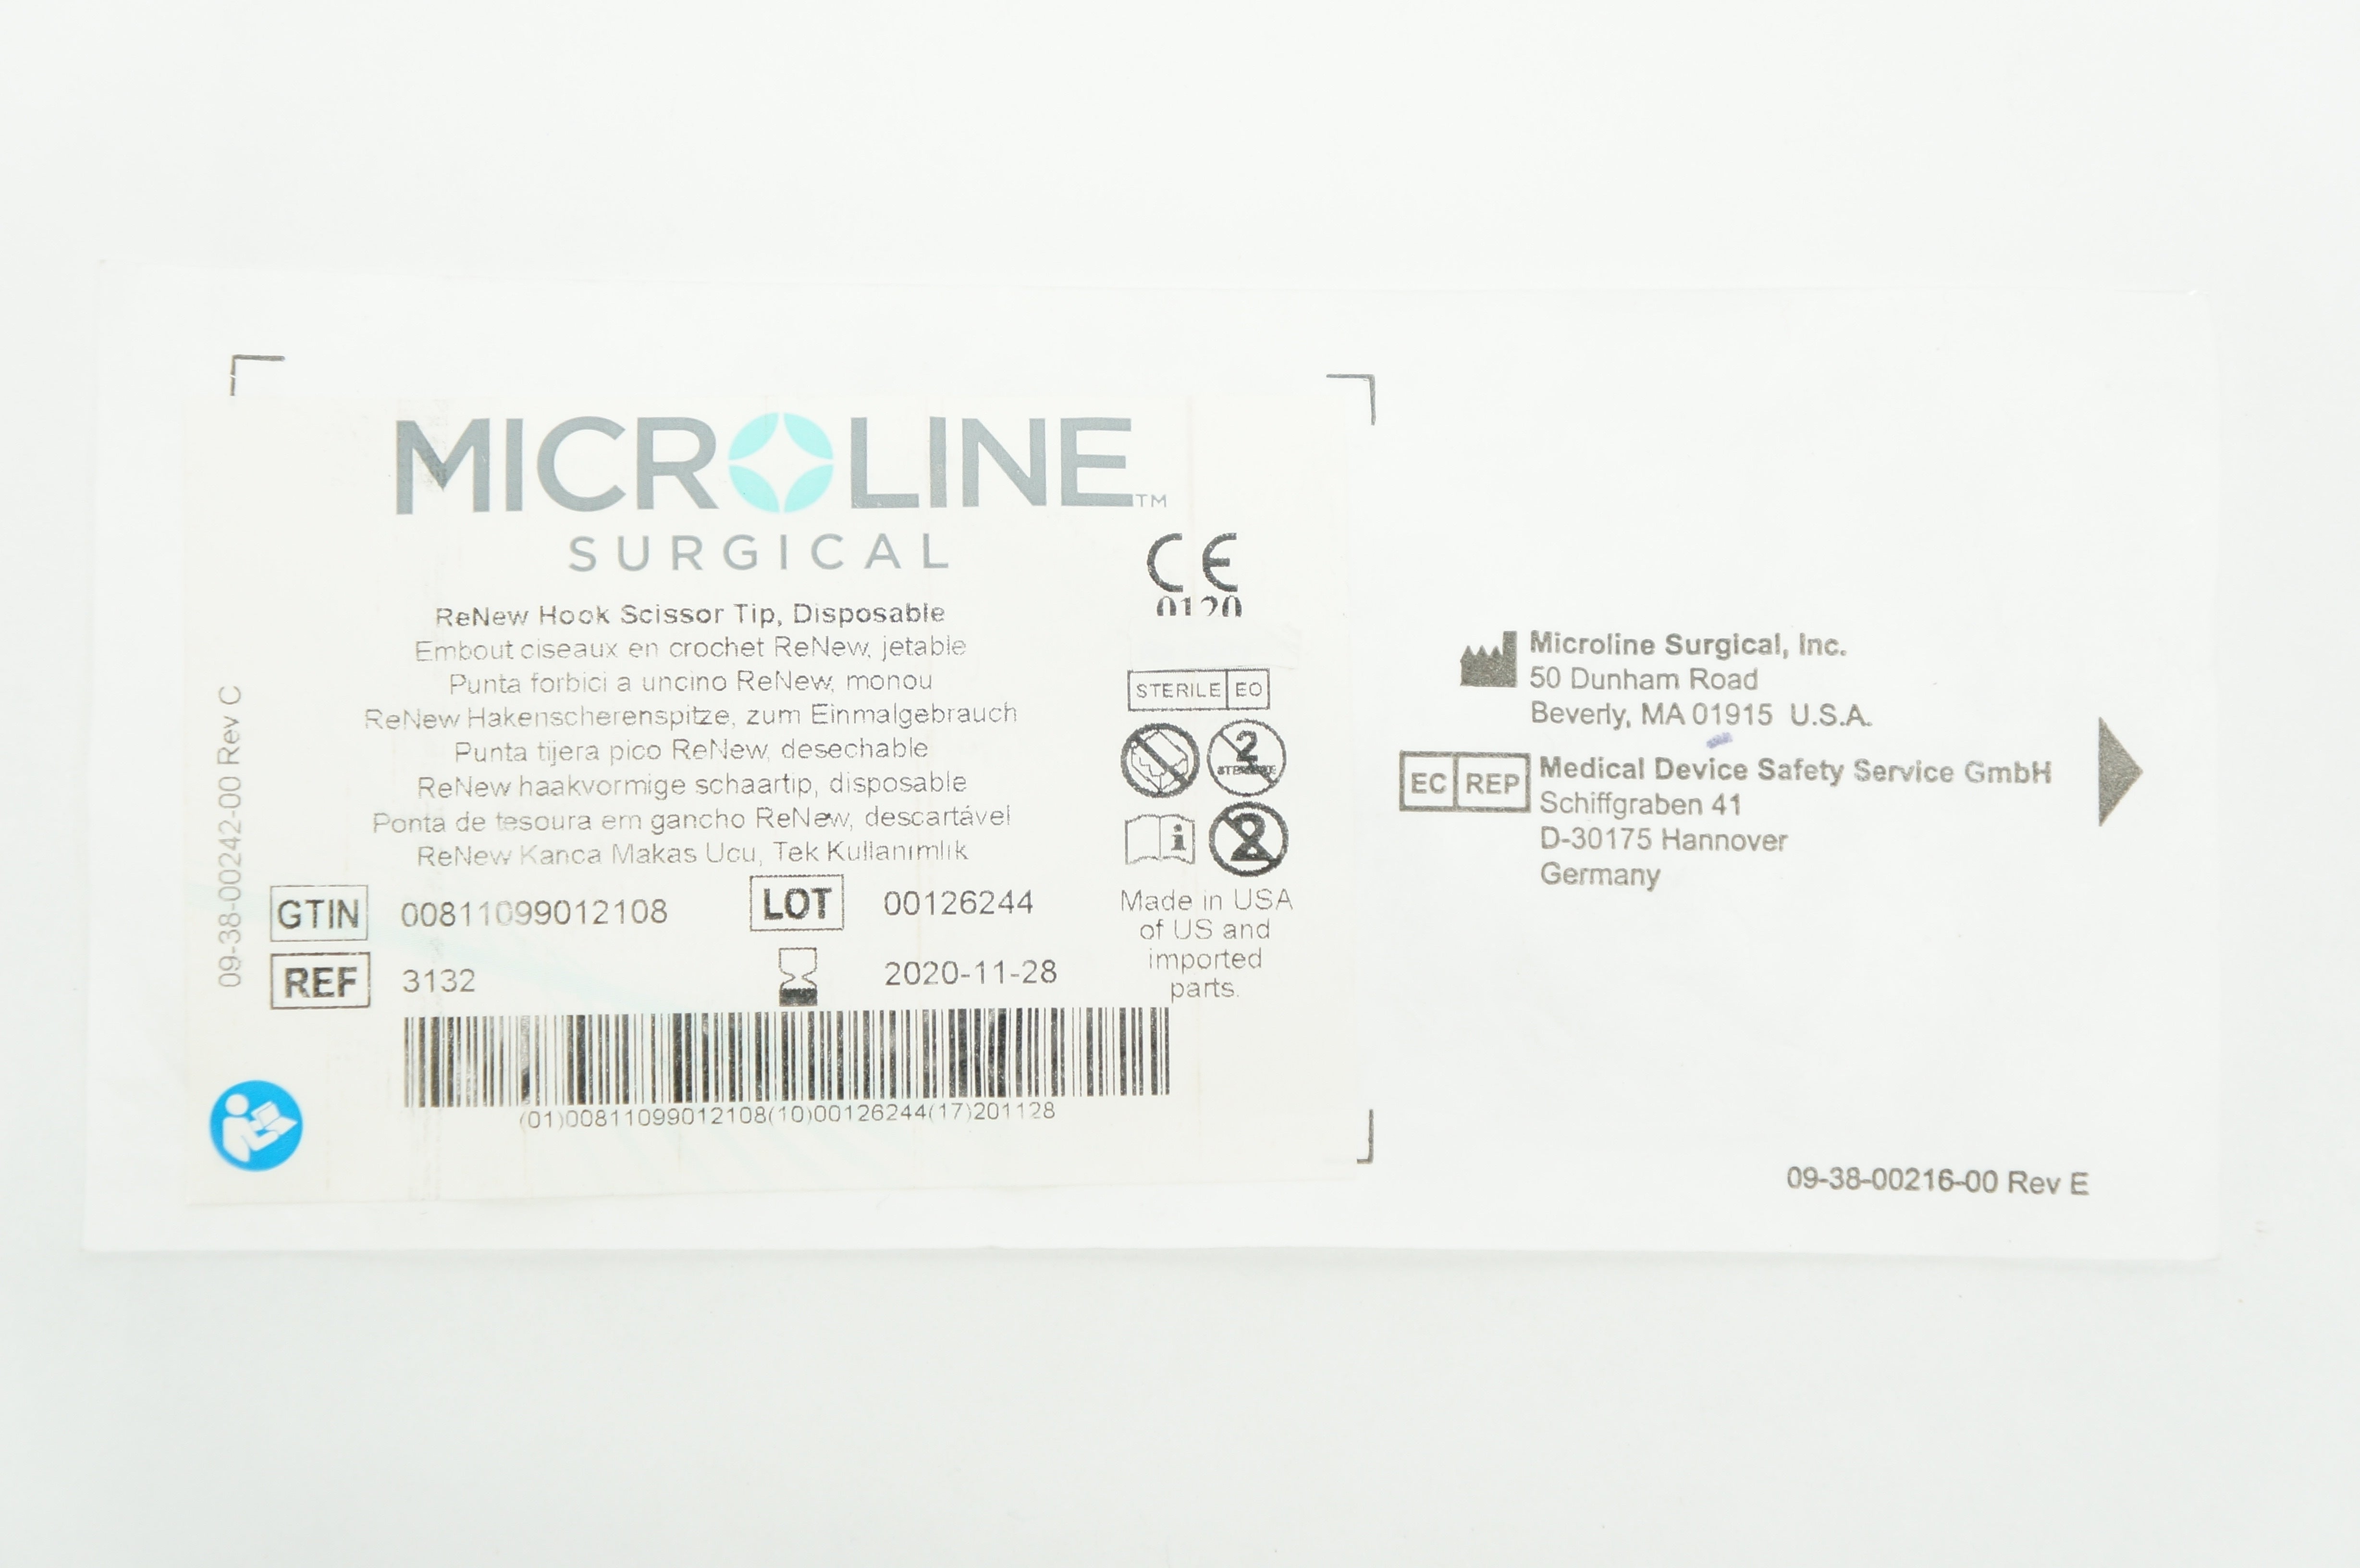 MICROLINE™
SURGICAL
CE
0120
ReNew Hook Scissor Tip, Disposable
Embout ciseaux en crochet ReNew, jetable
Punta forbici a uncino ReNew, monou
ReNew Hakenscherenspitze, zum Einmalgebrauch
Punta tijera pico ReNew, desechable
ReNew haakvormige schaartip, disposable
Ponta de tesoura em gancho ReNew, descartável
ReNew Kanca Makas Ucu, Tek Kullanımlık
STERILE EO
2
2
GTIN 00811099012108 LOT 00126244
REF 3132 2020-11-28
Made in USA
of US and
imported
parts.
(01)00811099012108(10)00126244(17)201128
09-38-00242-00 Rev C
Microline Surgical, Inc.
50 Dunham Road
Beverly, MA 01915 U.S.A.
EC REP Medical Device Safety Service GmbH
Schiffgraben 41
D-30175 Hannover
Germany
09-38-00216-00 Rev E